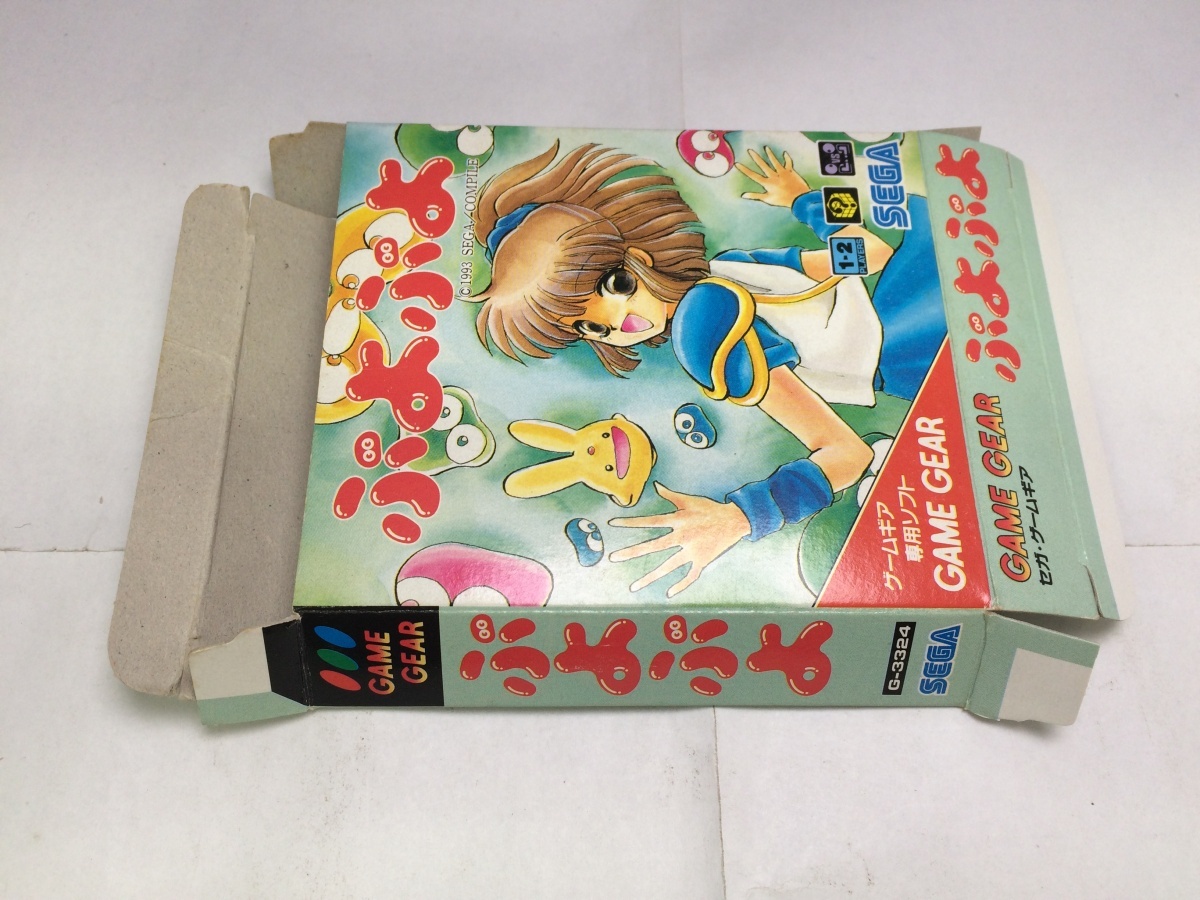 ぷよぷよ
© 1993 SEGA/COMPILE
1-2
PLAYERS
VS
SEGA
ゲームギア
専用ソフト
GAME GEAR
ぷよぷよ
GAME GEAR
セガ・ゲームギア
GAME
GEAR
ぷよぷよ
G-3324
SEGA